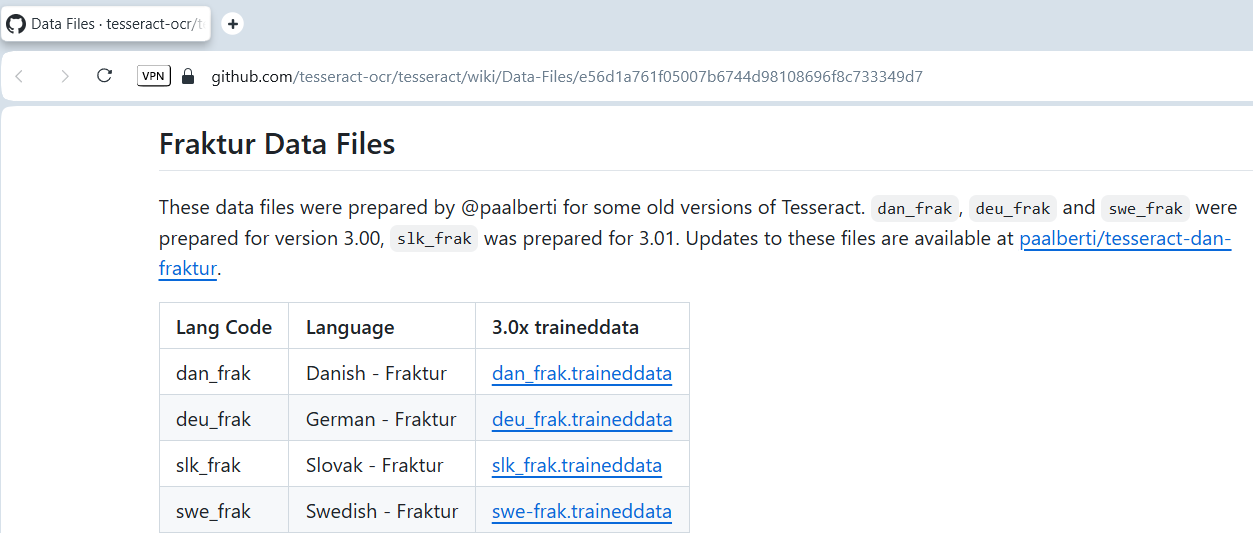 Data Files · tesseract-ocr/t
VPN github.com/tesseract-ocr/tesseract/wiki/Data-Files/e56d1a761f05007b6744d98108696f8c733349d7
Fraktur Data Files
These data files were prepared by @paalberti for some old versions of Tesseract. dan_frak, deu_frak and swe_frak were
prepared for version 3.00, slk_frak was prepared for 3.01. Updates to these files are available at paalberti/tesseract-dan-
fraktur.
Lang Code Language 3.0x traineddata
dan_frak Danish - Fraktur dan_frak.traineddata
deu_frak German - Fraktur deu_frak.traineddata
slk_frak Slovak - Fraktur slk_frak.traineddata
swe_frak Swedish - Fraktur swe-frak.traineddata